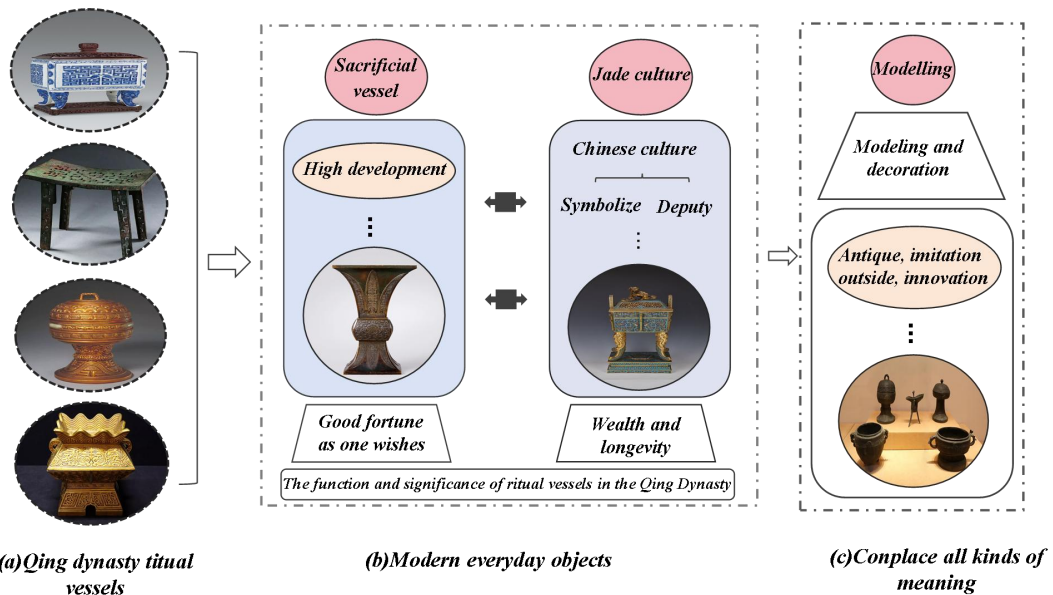 Sacrificial
vessel
High development
Good fortune
as one wishes
Jade culture
Chinese culture
Symbolize Deputy
Wealth and
longevity
The function and significance of ritual vessels in the Qing Dynasty
Modelling
Modeling and
decoration
Antique, imitation
outside, innovation
(a)Qing dynasty titual
vessels
(b)Modern everyday objects
(c)Conplace all kinds of
meaning